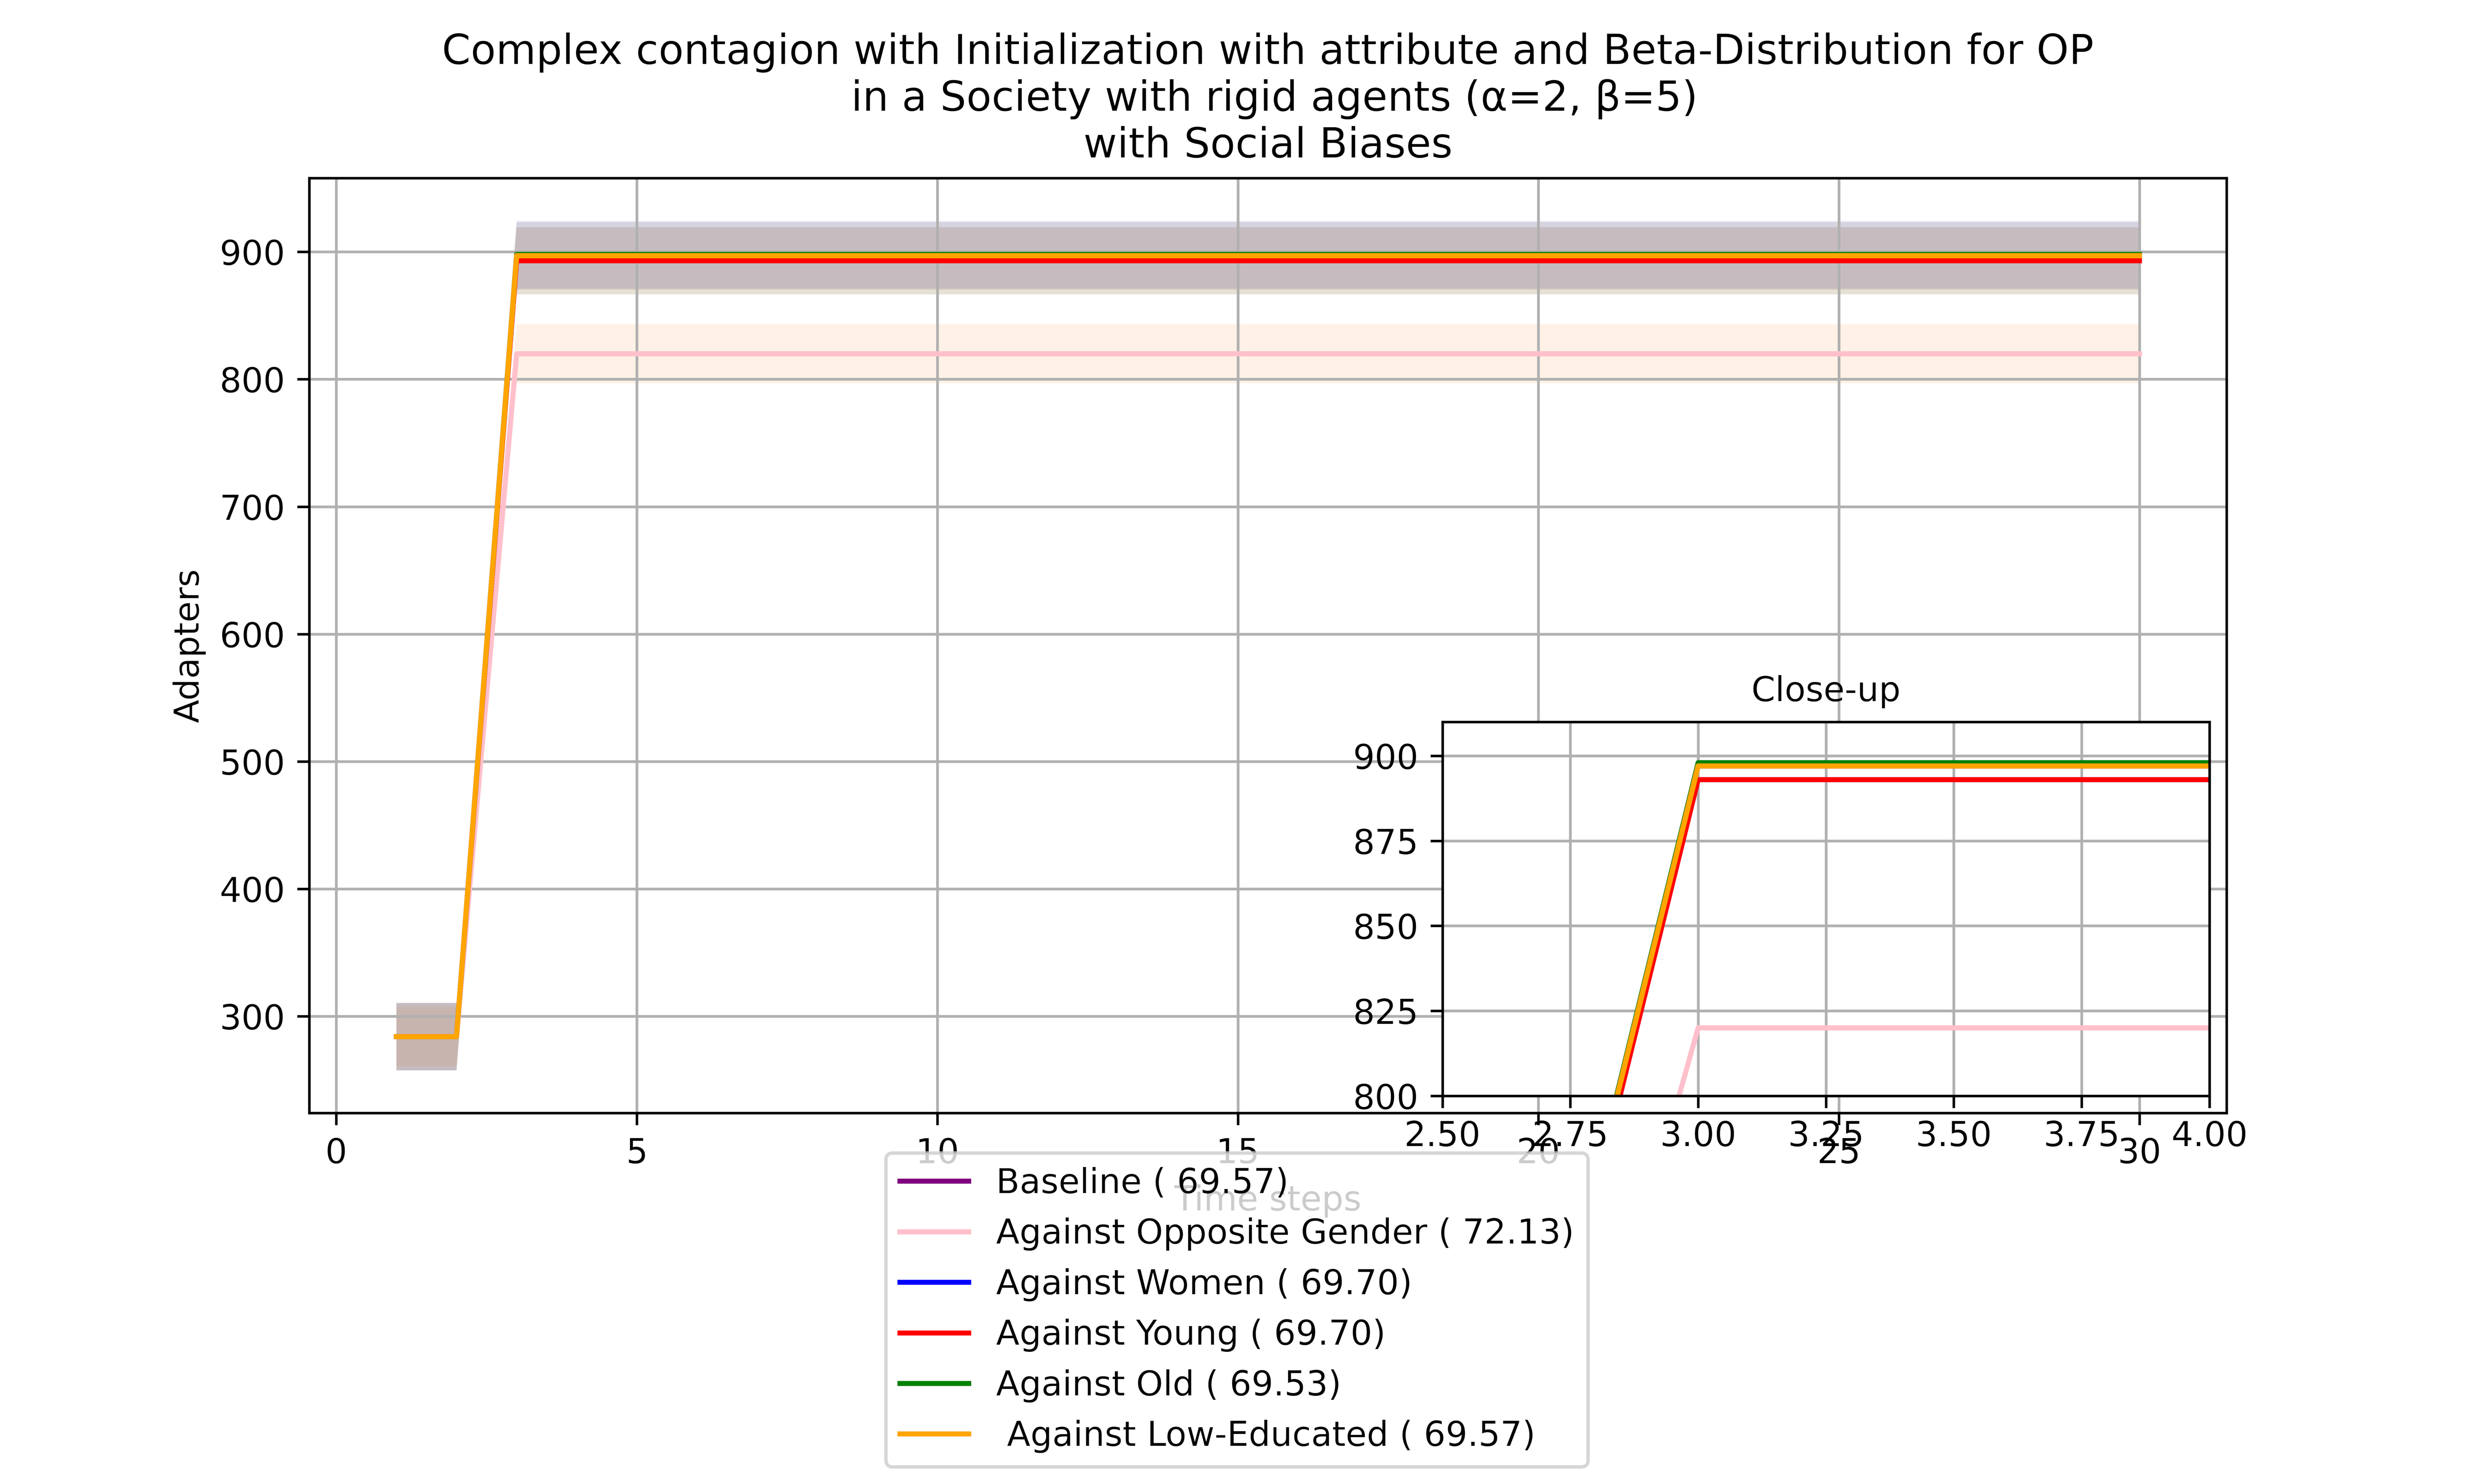 Complex contagion with Initialization with attribute and Beta-Distribution for OP
in a Society with rigid agents (α=2, β=5)
with Social Biases
Adapters
900
800
700
600
500
400
300
Close-up
900
875
850
825
800
2.50 2.75 3.00 3.25 3.50 3.75 4.00
0 5 10 15 20 25 30
Time steps
Baseline ( 69.57)
Against Opposite Gender ( 72.13)
Against Women ( 69.70)
Against Young ( 69.70)
Against Old ( 69.53)
Against Low-Educated ( 69.57)